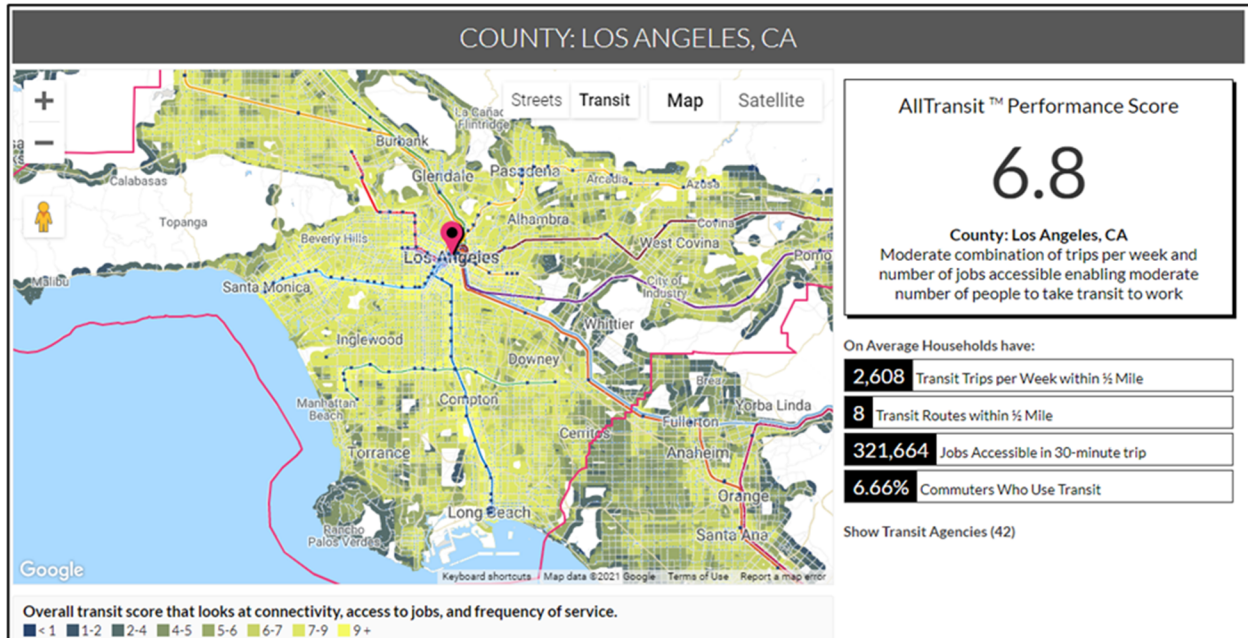 COUNTY: LOS ANGELES, CA
Streets Transit Map Satellite
La Cañada
Flintridge
Burbank
Calabasas
Glendale
Pasadena
Arcadia
Azusa
Topanga
Alhambra
Covina
Beverly Hills
West Covina
Los Angeles
Pomo
Malibu
Santa Monica
City of
Industry
Whittier
Inglewood
Downey
Brea
Manhattan
Beach
Compton
Yorba Linda
Cerritos
Fullerton
Torrance
Anaheim
Orange
Long Beach
Rancho
Palos Verdes
Santa Ana
Google
Keyboard shortcuts Map data ©2021 Google Terms of Use Report a map error
Overall transit score that looks at connectivity, access to jobs, and frequency of service.
< 1 1-2 2-4 4-5 5-6 6-7 7-9 9 +
AllTransit ™ Performance Score
6.8
County: Los Angeles, CA
Moderate combination of trips per week and
number of jobs accessible enabling moderate
number of people to take transit to work
On Average Households have:
2,608 Transit Trips per Week within ½ Mile
8 Transit Routes within ½ Mile
321,664 Jobs Accessible in 30-minute trip
6.66% Commuters Who Use Transit
Show Transit Agencies (42)